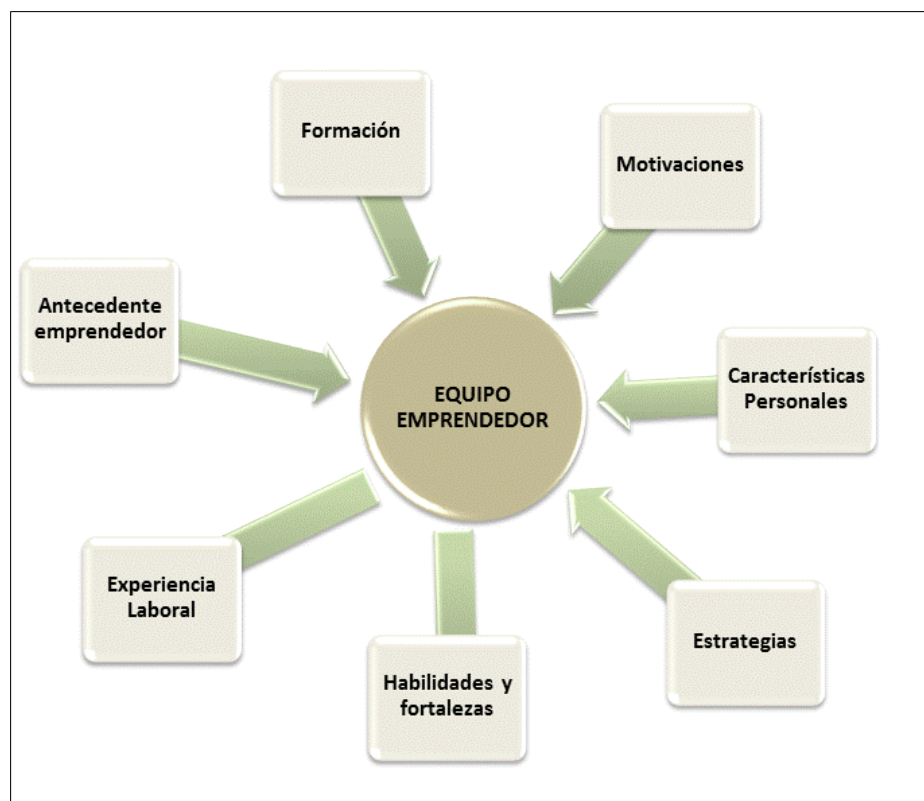 Formación
Motivaciones
Antecedente
emprendedor
Características
Personales
EQUIPO
EMPRENDEDOR
Experiencia
Laboral
Habilidades y
fortalezas
Estrategias